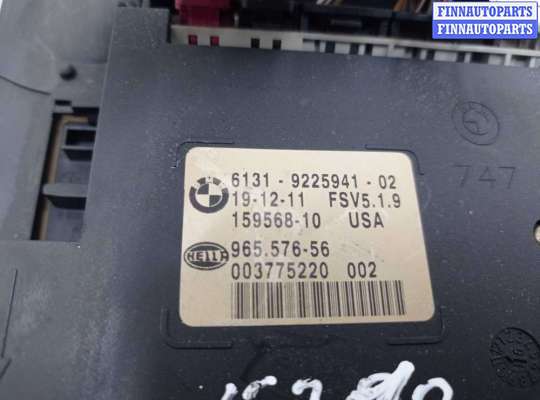 FINNAUTOPARTS
FINNAUTOPARTS
747
6131 - 9225941 - 02
19-12-11 FSV5.1.9
159568-10 USA
HELLA
965.576-56
003775220 002